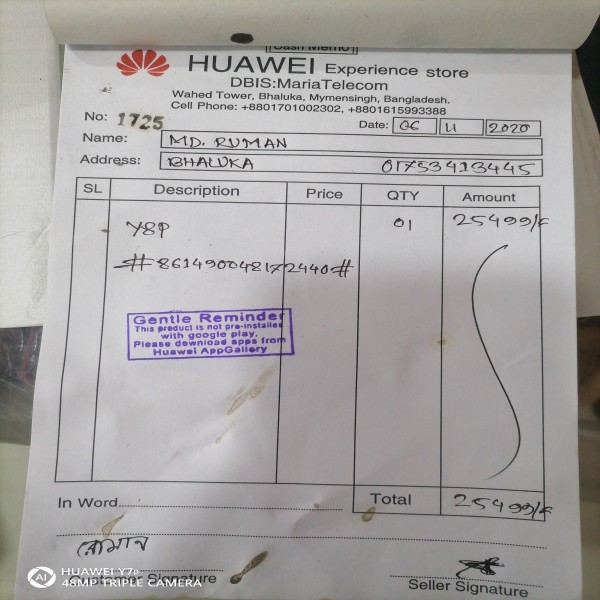 Cash Memo
HUAWEI Experience store
DBIS:MariaTelecom
Wahed Tower, Bhaluka, Mymensingh, Bangladesh.
Cell Phone: +8801701002302, +8801615993388
No: 1725
Date: 06 11 2020
Name: MD. RUMAN
Address: BHALUKA 01753413445
SL Description Price QTY Amount
Y8P 01 25499/-
#861490048172440#
Gentle Reminder
This product is not pre-installed
with google play.
Please download apps from
Huawei AppGallery
Total 25499/-
In Word
রোমান
Customer Signature
Seller Signature
AI HUAWEI Y7p
48MP TRIPLE CAMERA